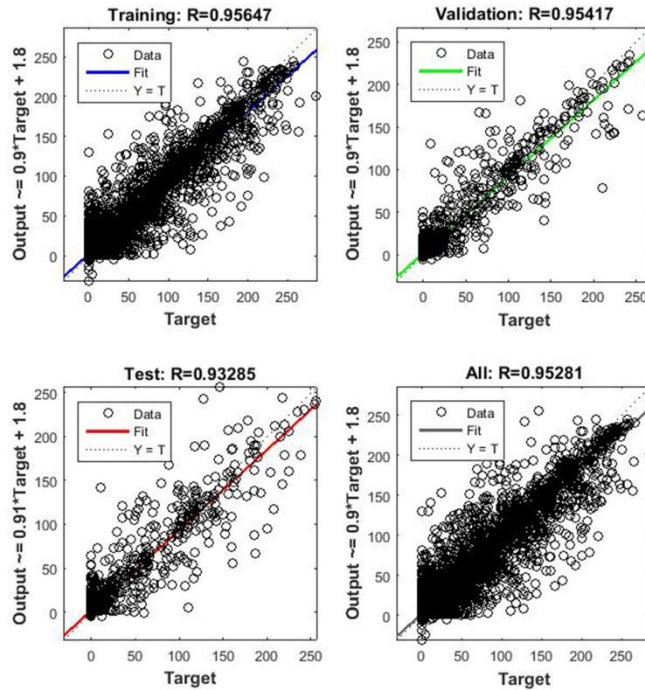 Training: R=0.95647
Output ~= 0.9*Target + 1.8
250
200
150
100
50
0
Data
Fit
Y = T
0 50 100 150 200 250
Target
Validation: R=0.95417
Output ~= 0.9*Target + 1.8
250
200
150
100
50
0
Data
Fit
Y = T
0 50 100 150 200 250
Target
Test: R=0.93285
Output ~= 0.91*Target + 1.8
250
200
150
100
50
0
Data
Fit
Y = T
0 50 100 150 200 250
Target
All: R=0.95281
Output ~= 0.9*Target + 1.8
250
200
150
100
50
0
Data
Fit
Y = T
0 50 100 150 200 250
Target